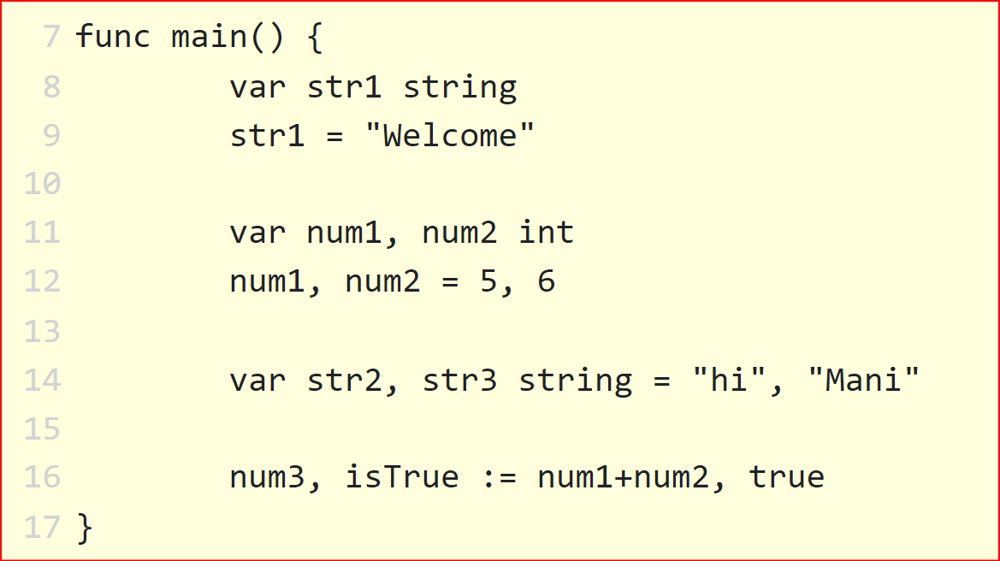 7 func main() {
8 var str1 string
9 str1 = "Welcome"
10
11 var num1, num2 int
12 num1, num2 = 5, 6
13
14 var str2, str3 string = "hi", "Mani"
15
16 num3, isTrue := num1+num2, true
17 }